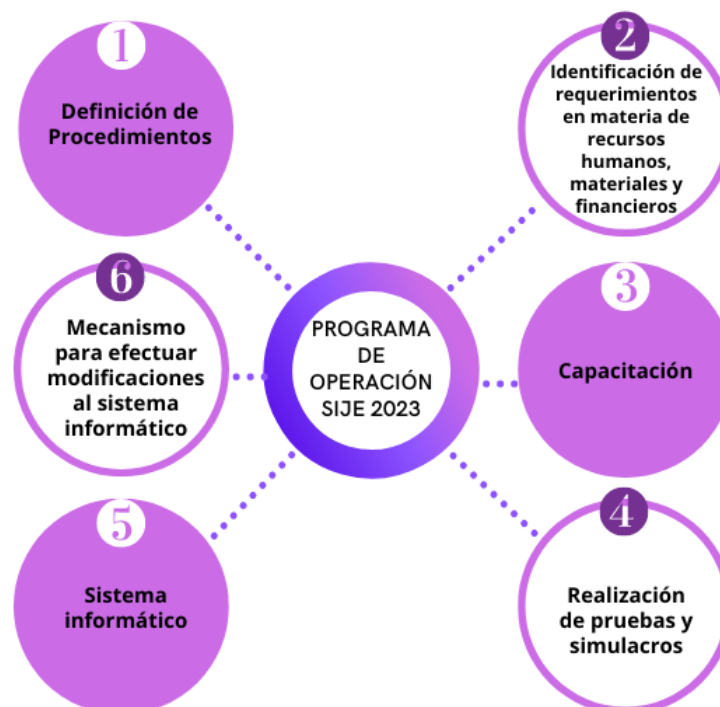 1
Definición de
Procedimientos
2
Identificación de
requerimientos
en materia de
recursos
humanos,
materiales y
financieros
6
Mecanismo
para efectuar
modificaciones
al sistema
informático
PROGRAMA
DE
OPERACIÓN
SIJE 2023
3
Capacitación
5
Sistema
informático
4
Realización
de pruebas y
simulacros